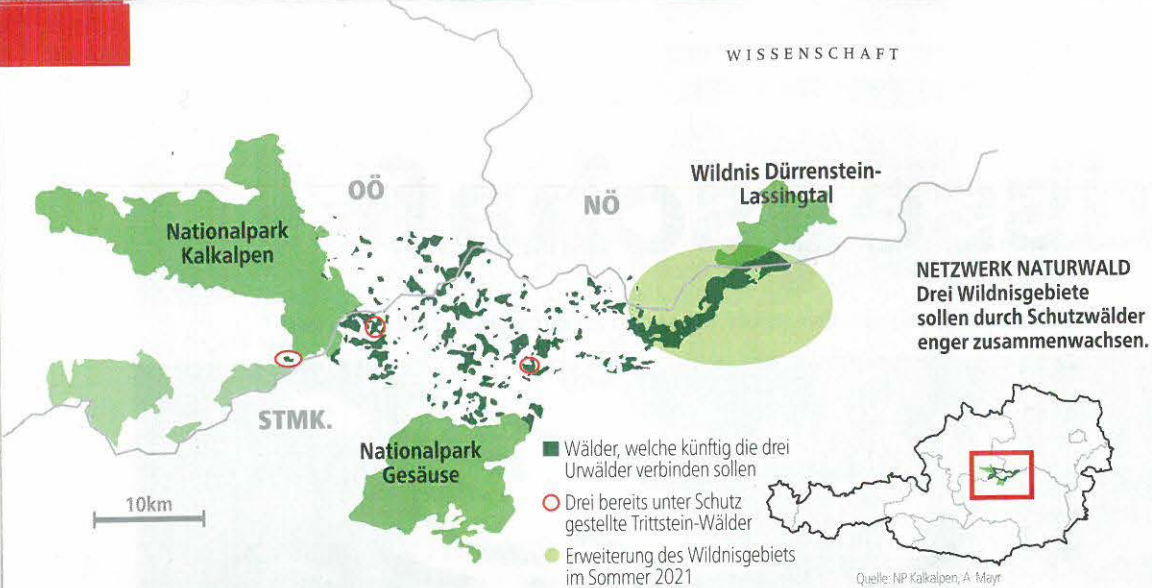 WISSENSCHAFT
OÖ
NÖ
Wildnis Dürrenstein-
Lassingtal
Nationalpark
Kalkalpen
NETZWERK NATURWALD
Drei Wildnisgebiete
sollen durch Schutzwälder
enger zusammenwachsen.
STMK.
Nationalpark
Gesäuse
10km
Wälder, welche künftig die drei
Urwälder verbinden sollen
Drei bereits unter Schutz
gestellte Trittstein-Wälder
Erweiterung des Wildnisgebiets
im Sommer 2021
Quelle: NP Kalkalpen, A. Mayr